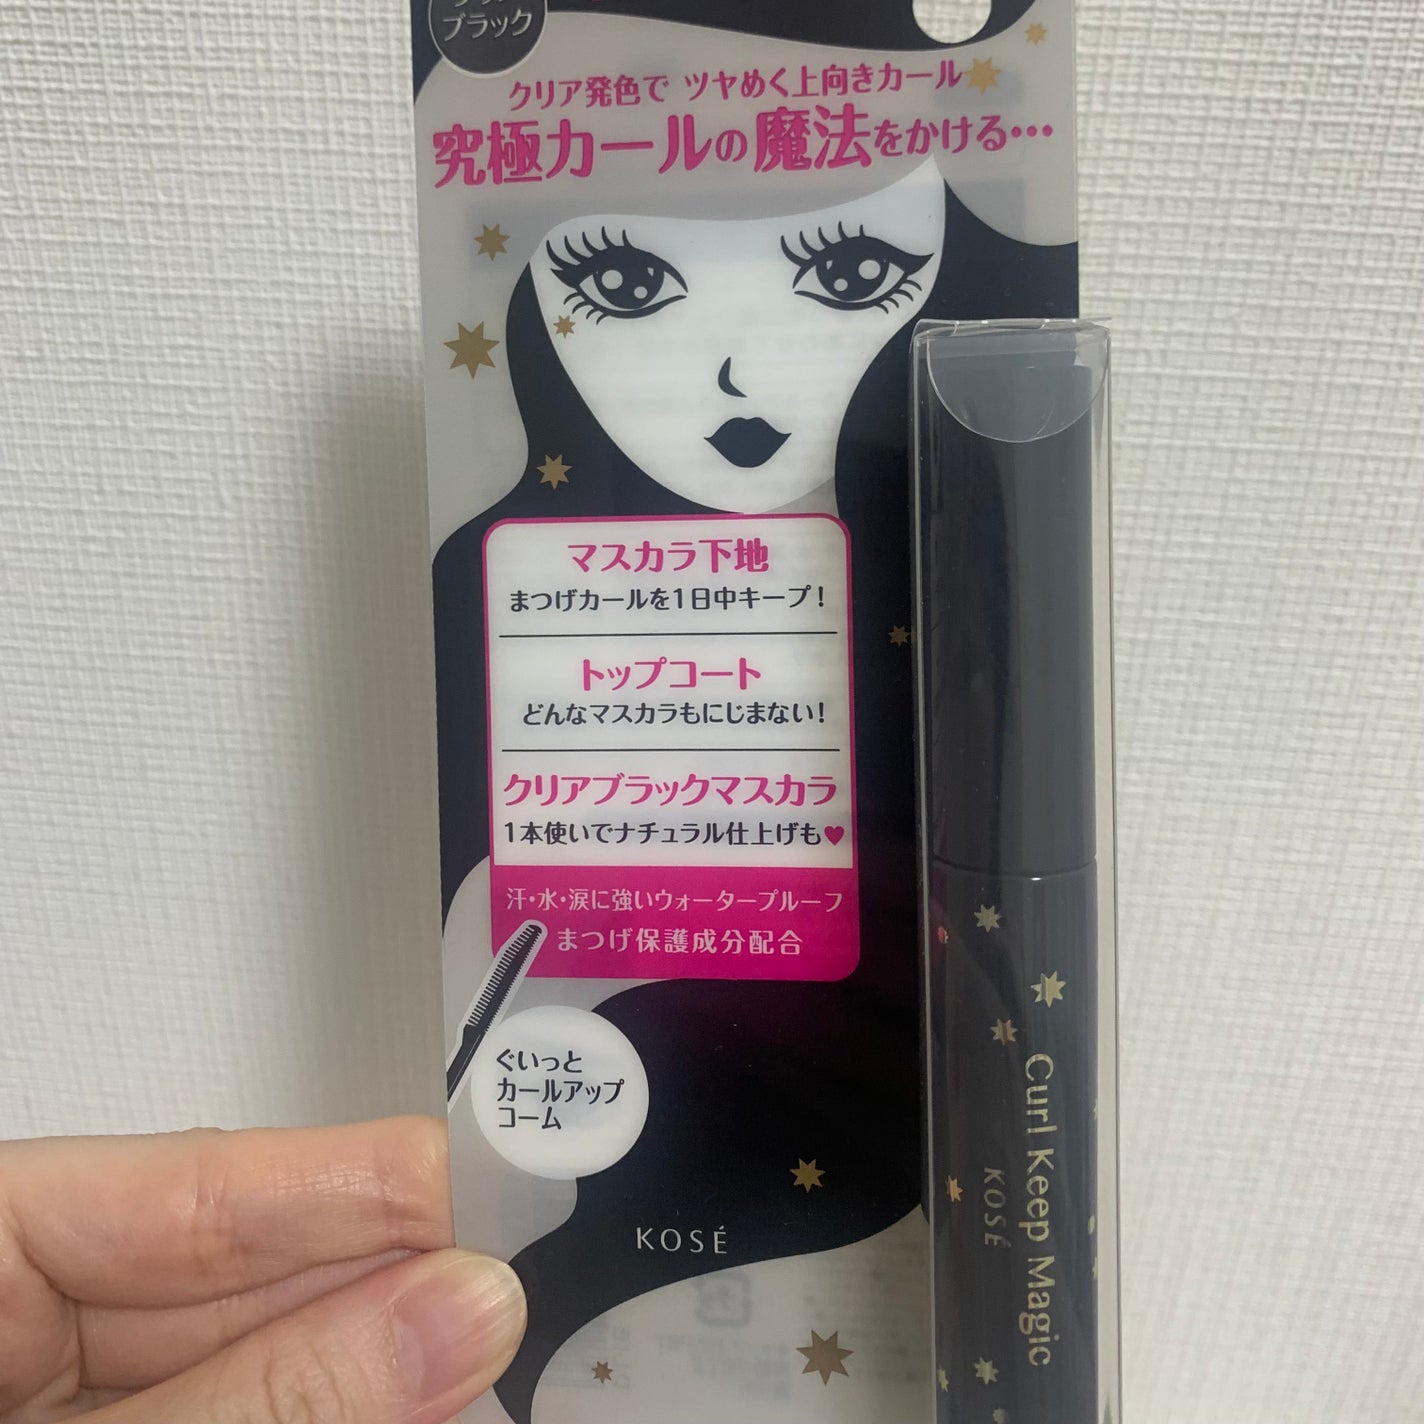 ブラック
クリア発色で ツヤめく上向きカール
究極カールの魔法をかける…
マスカラ下地
まつげカールを1日中キープ！
トップコート
どんなマスカラもにじまない！
クリアブラックマスカラ
1本使いでナチュラル仕上げも♥
汗・水・涙に強いウォータープルーフ
まつげ保護成分配合
ぐいっと
カールアップ
コーム
KOSÉ
Curl Keep Magic
KOSÉ